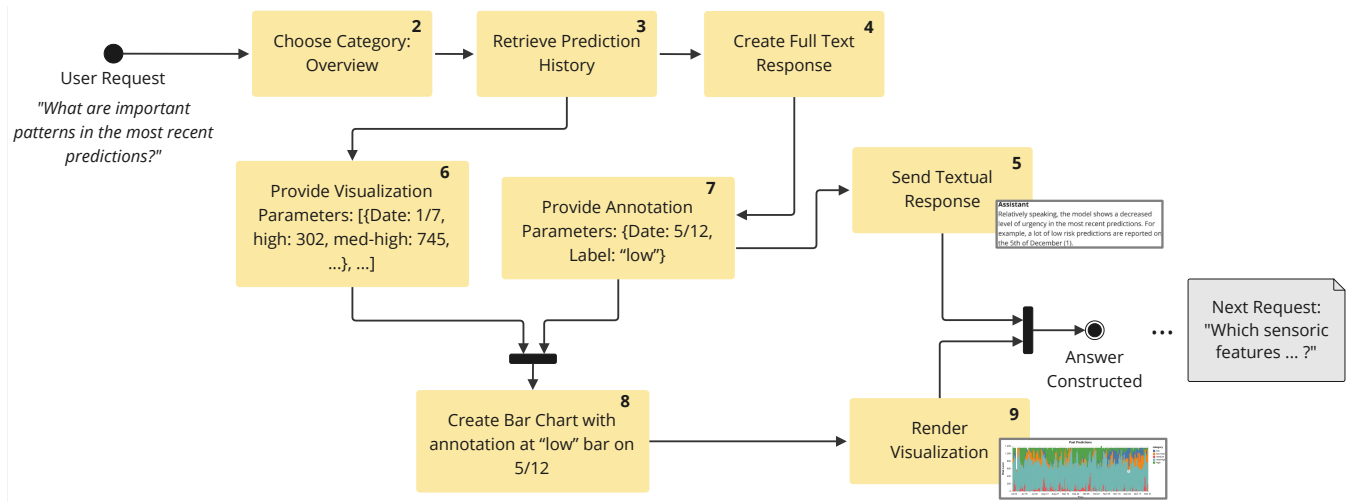 User Request
"What are important
patterns in the most recent
predictions?"
2
Choose Category:
Overview
3
Retrieve Prediction
History
4
Create Full Text
Response
6
Provide Visualization
Parameters: [{Date: 1/7,
high: 302, med-high: 745,
...}, ...]
7
Provide Annotation
Parameters: {Date: 5/12,
Label: “low”}
5
Send Textual
Response
Assistant
Relatively speaking, the model shows a decreased
level of urgency in the most recent predictions. For
example, a lot of low risk predictions are reported on
the 5th of December (1).
8
Create Bar Chart with
annotation at “low” bar on
5/12
9
Render
Visualization
Past Predictions
Answer
Constructed
...
Next Request:
"Which sensoric
features ... ?"